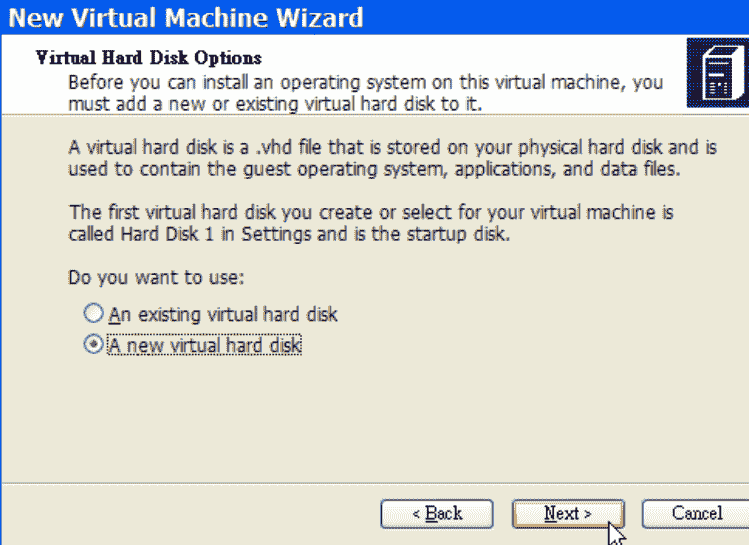 New Virtual Machine Wizard
Virtual Hard Disk Options
Before you can install an operating system on this virtual machine, you
must add a new or existing virtual hard disk to it.
A virtual hard disk is a .vhd file that is stored on your physical hard disk and is
used to contain the guest operating system, applications, and data files.
The first virtual hard disk you create or select for your virtual machine is
called Hard Disk 1 in Settings and is the startup disk.
Do you want to use:
An existing virtual hard disk
A new virtual hard disk
< Back
Next >
Cancel